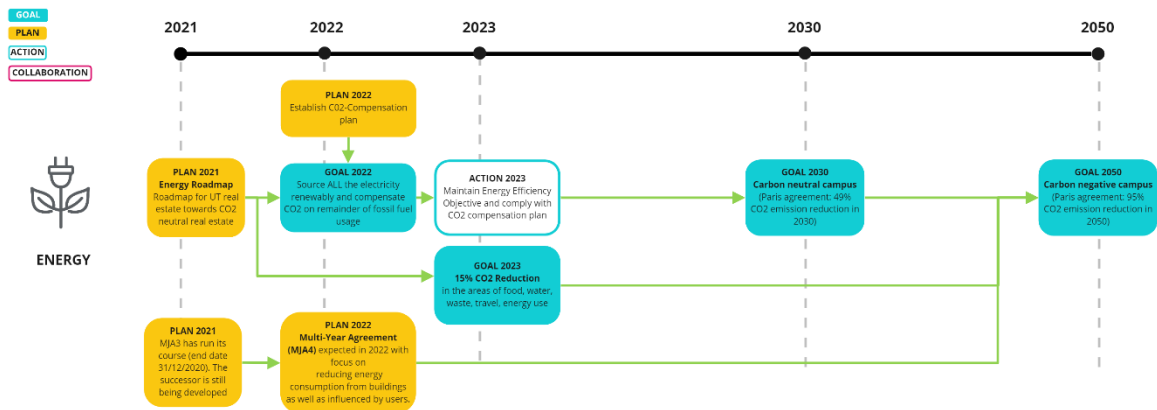 GOAL
PLAN
ACTION
COLLABORATION
2021
2022
2023
2030
2050
PLAN 2022
Establish C02-Compensation
plan
PLAN 2021
Energy Roadmap
Roadmap for UT real
estate towards CO2
neutral real estate
GOAL 2022
Source ALL the electricity
renewably and compensate
CO2 on remainder of fossil fuel
usage
ACTION 2023
Maintain Energy Efficiency
Objective and comply with
CO2 compensation plan
GOAL 2030
Carbon neutral campus
(Paris agreement: 49%
CO2 emission reduction in
2030)
GOAL 2050
Carbon negative campus
(Paris agreement: 95%
CO2 emission reduction in
2050)
ENERGY
GOAL 2023
15% CO2 Reduction
in the areas of food, water,
waste, travel, energy use
PLAN 2021
MJA3 has run its
course (end date
31/12/2020). The
successor is still
being developed
PLAN 2022
Multi-Year Agreement
(MJA4) expected in 2022 with
focus on
reducing energy
consumption from buildings
as well as influenced by users.